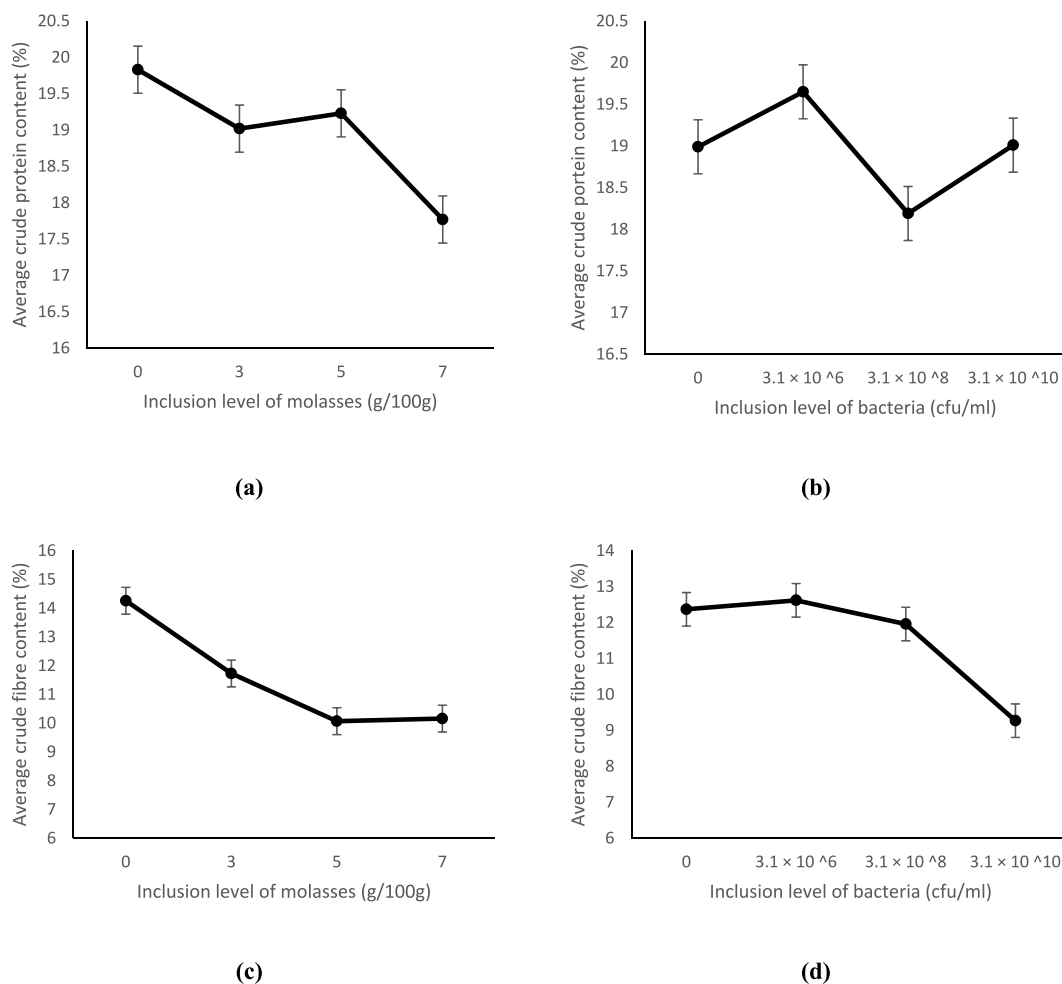 Average crude protein content (%)
20.5
20
19.5
19
18.5
18
17.5
17
16.5
16
0 3 5 7
Inclusion level of molasses (g/100g)
(a)
Average crude portein content (%)
20.5
20
19.5
19
18.5
18
17.5
17
16.5
0 3.1 × 10 ^6 3.1 × 10 ^8 3.1 × 10 ^10
Inclusion level of bacteria (cfu/ml)
(b)
Average crude fibre content (%)
16
15
14
13
12
11
10
9
8
7
6
0 3 5 7
Inclusion level of molasses (g/100g)
(c)
Average crude fibre content (%)
14
13
12
11
10
9
8
7
6
0 3.1 × 10 ^6 3.1 × 10 ^8 3.1 × 10 ^10
Inclusion level of bacteria (cfu/ml)
(d)